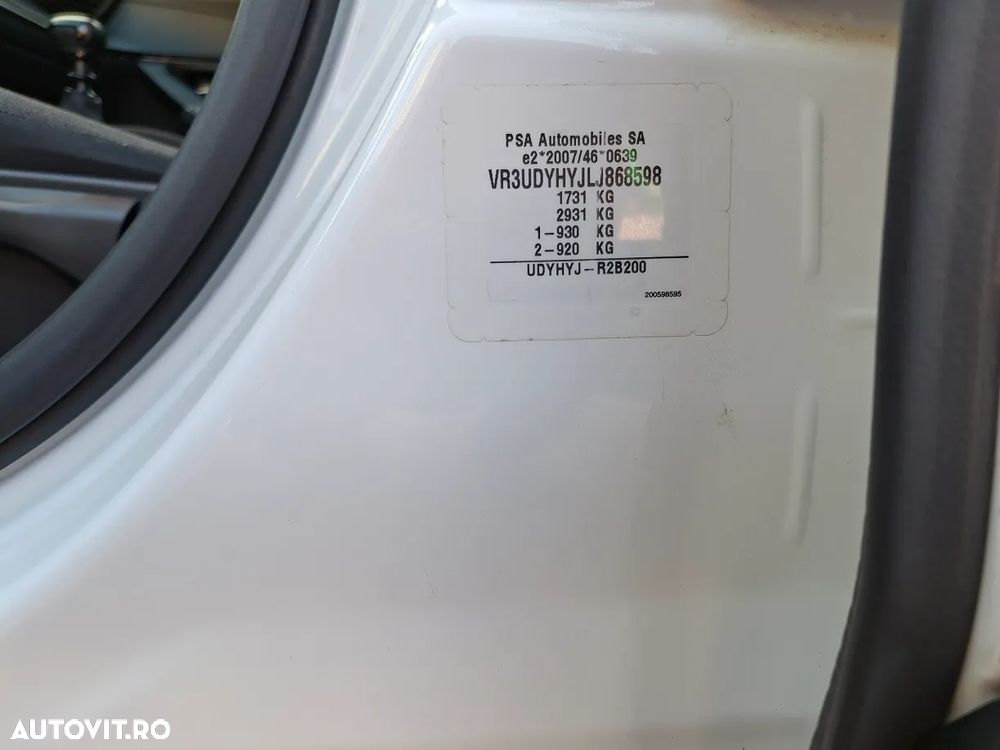 PSA Automobiles SA
e2*2007/46*0639
VR3UDYHYJLJ868598
1731 KG
2931 KG
1-930 KG
2-920 KG
UDYHYJ-R2B200
200598595
AUTOVIT.RO